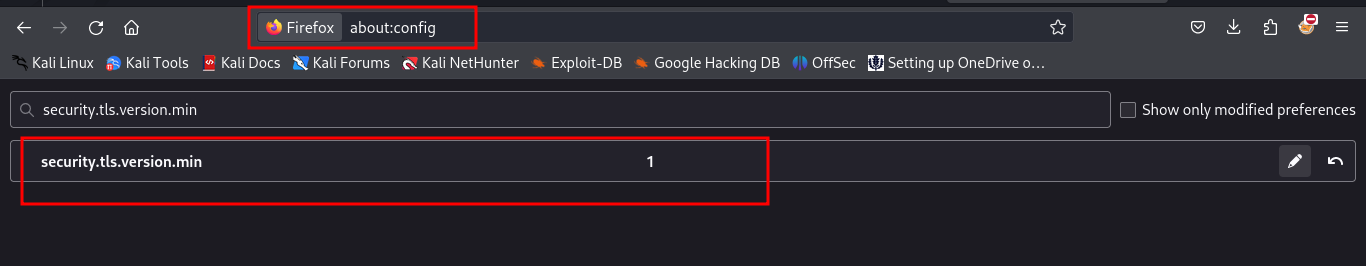 Firefox about:config
Kali Linux Kali Tools Kali Docs Kali Forums Kali NetHunter Exploit-DB Google Hacking DB OffSec Setting up OneDrive o…
security.tls.version.min Show only modified preferences
security.tls.version.min 1